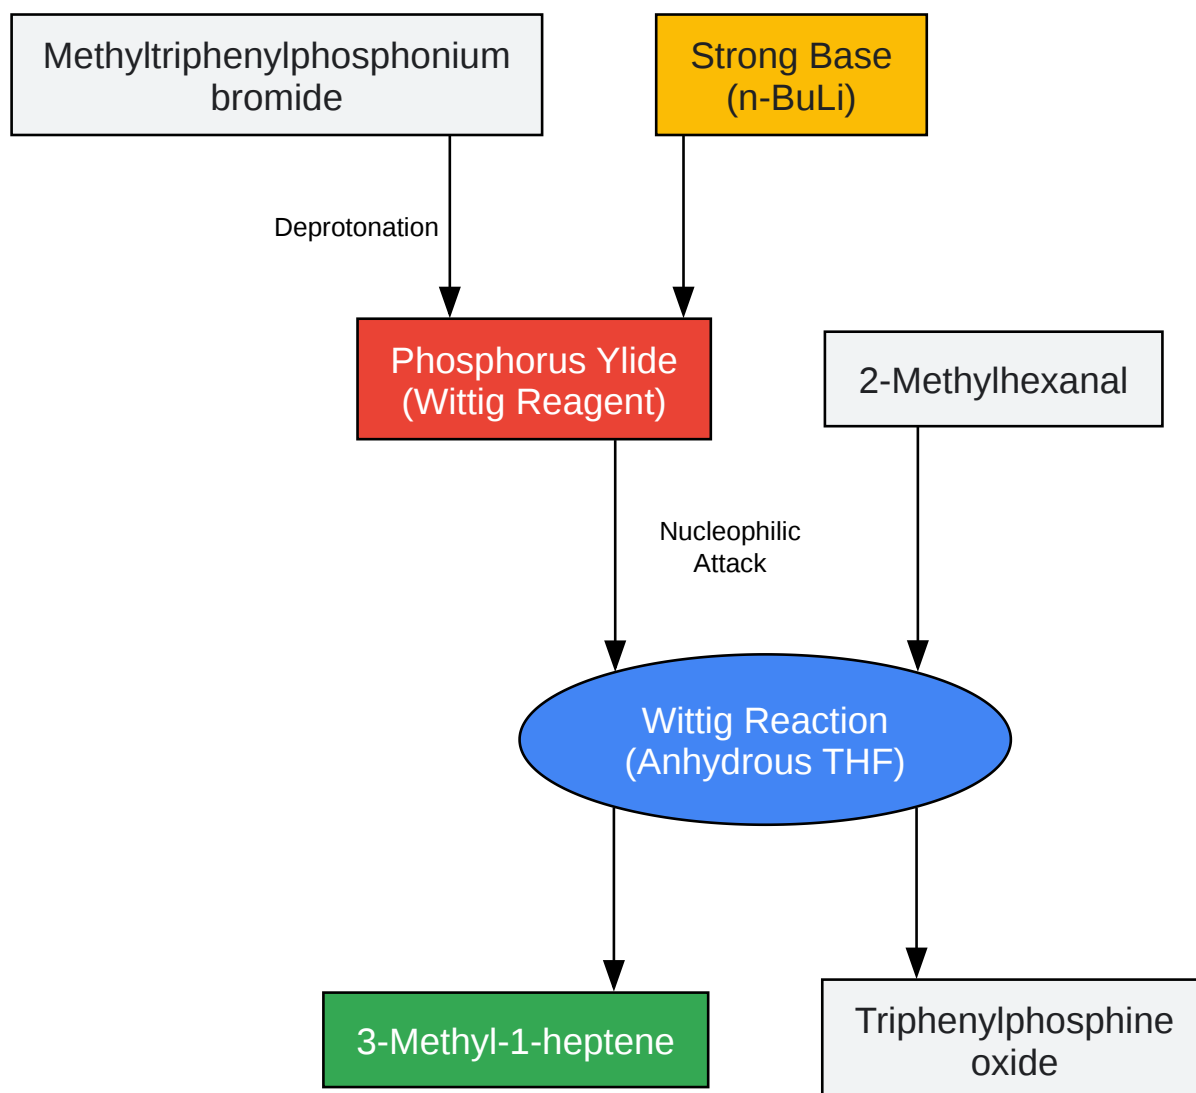 Methyltriphenylphosphonium
bromide
Strong Base
(n-BuLi)
Deprotonation
Phosphorus Ylide
(Wittig Reagent)
2-Methylhexanal
Nucleophilic
Attack
Wittig Reaction
(Anhydrous THF)
3-Methyl-1-heptene
Triphenylphosphine
oxide